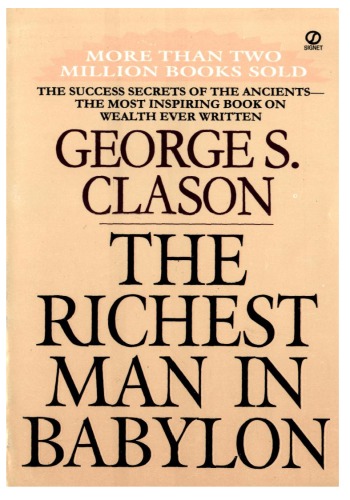 SIGNET
MORE THAN TWO
MILLION BOOKS SOLD
THE SUCCESS SECRETS OF THE ANCIENTS—
THE MOST INSPIRING BOOK ON
WEALTH EVER WRITTEN
GEORGE S.
CLASON
THE
RICHEST
MAN IN
BABYLON